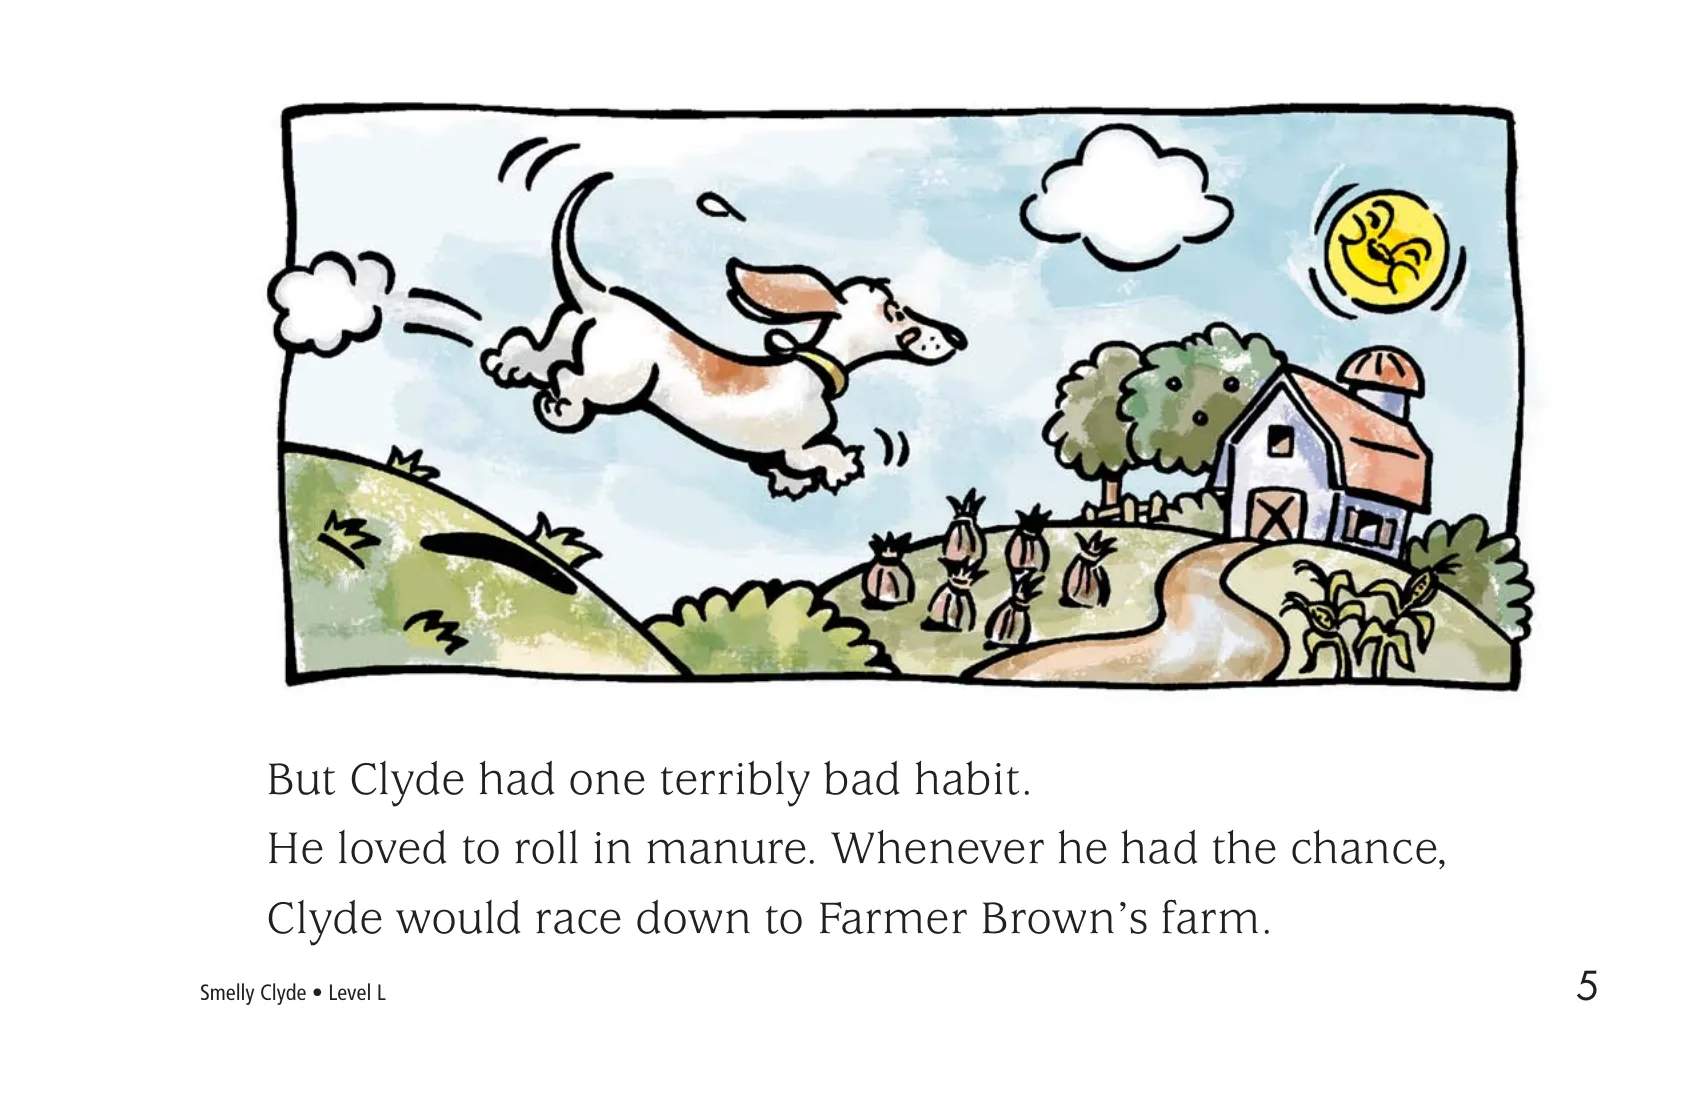 But Clyde had one terribly bad habit.
He loved to roll in manure. Whenever he had the chance,
Clyde would race down to Farmer Brown’s farm.
Smelly Clyde • Level L
5